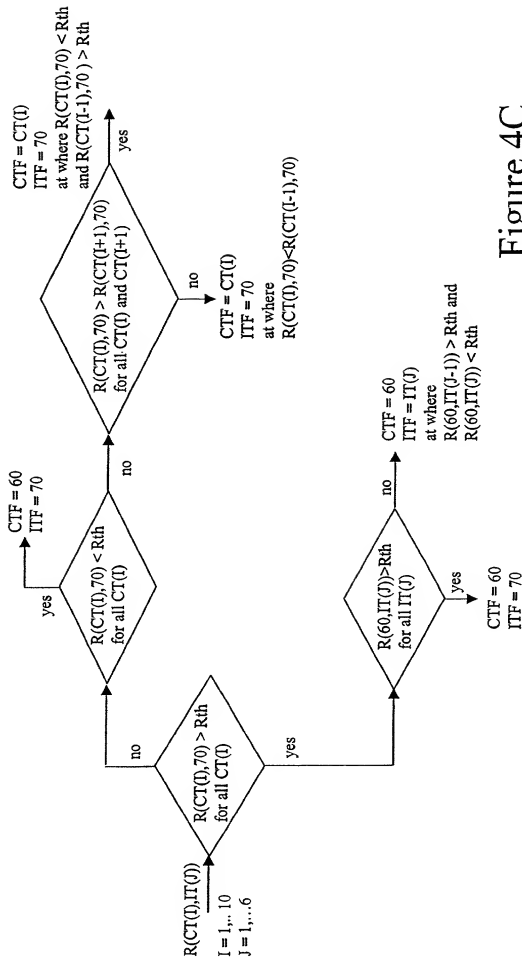 R(CT(I),IT(J))
I = 1,.. 10
J = 1,...6
R(CT(I),70) > Rth
for all CT(I)
no
yes
R(CT(I),70) < Rth
for all CT(I)
yes
CTF = 60
ITF = 70
no
R(CT(I),70) > R(CT(I+1),70)
for all CT(I) and CT(I+1)
yes
CTF = CT(I)
ITF = 70
at where R(CT(I),70) < Rth
and R(CT(I-1),70 ) > Rth
no
CTF = CT(I)
ITF = 70
at where
R(CT(I),70)<R(CT(I-1),70)
R(60,IT(J))>Rth
for all IT(J)
no
CTF = 60
ITF = IT(J)
at where
R(60,IT(J-1)) > Rth and
R(60,IT(J)) < Rth
yes
CTF = 60
ITF = 70
Figure 4C